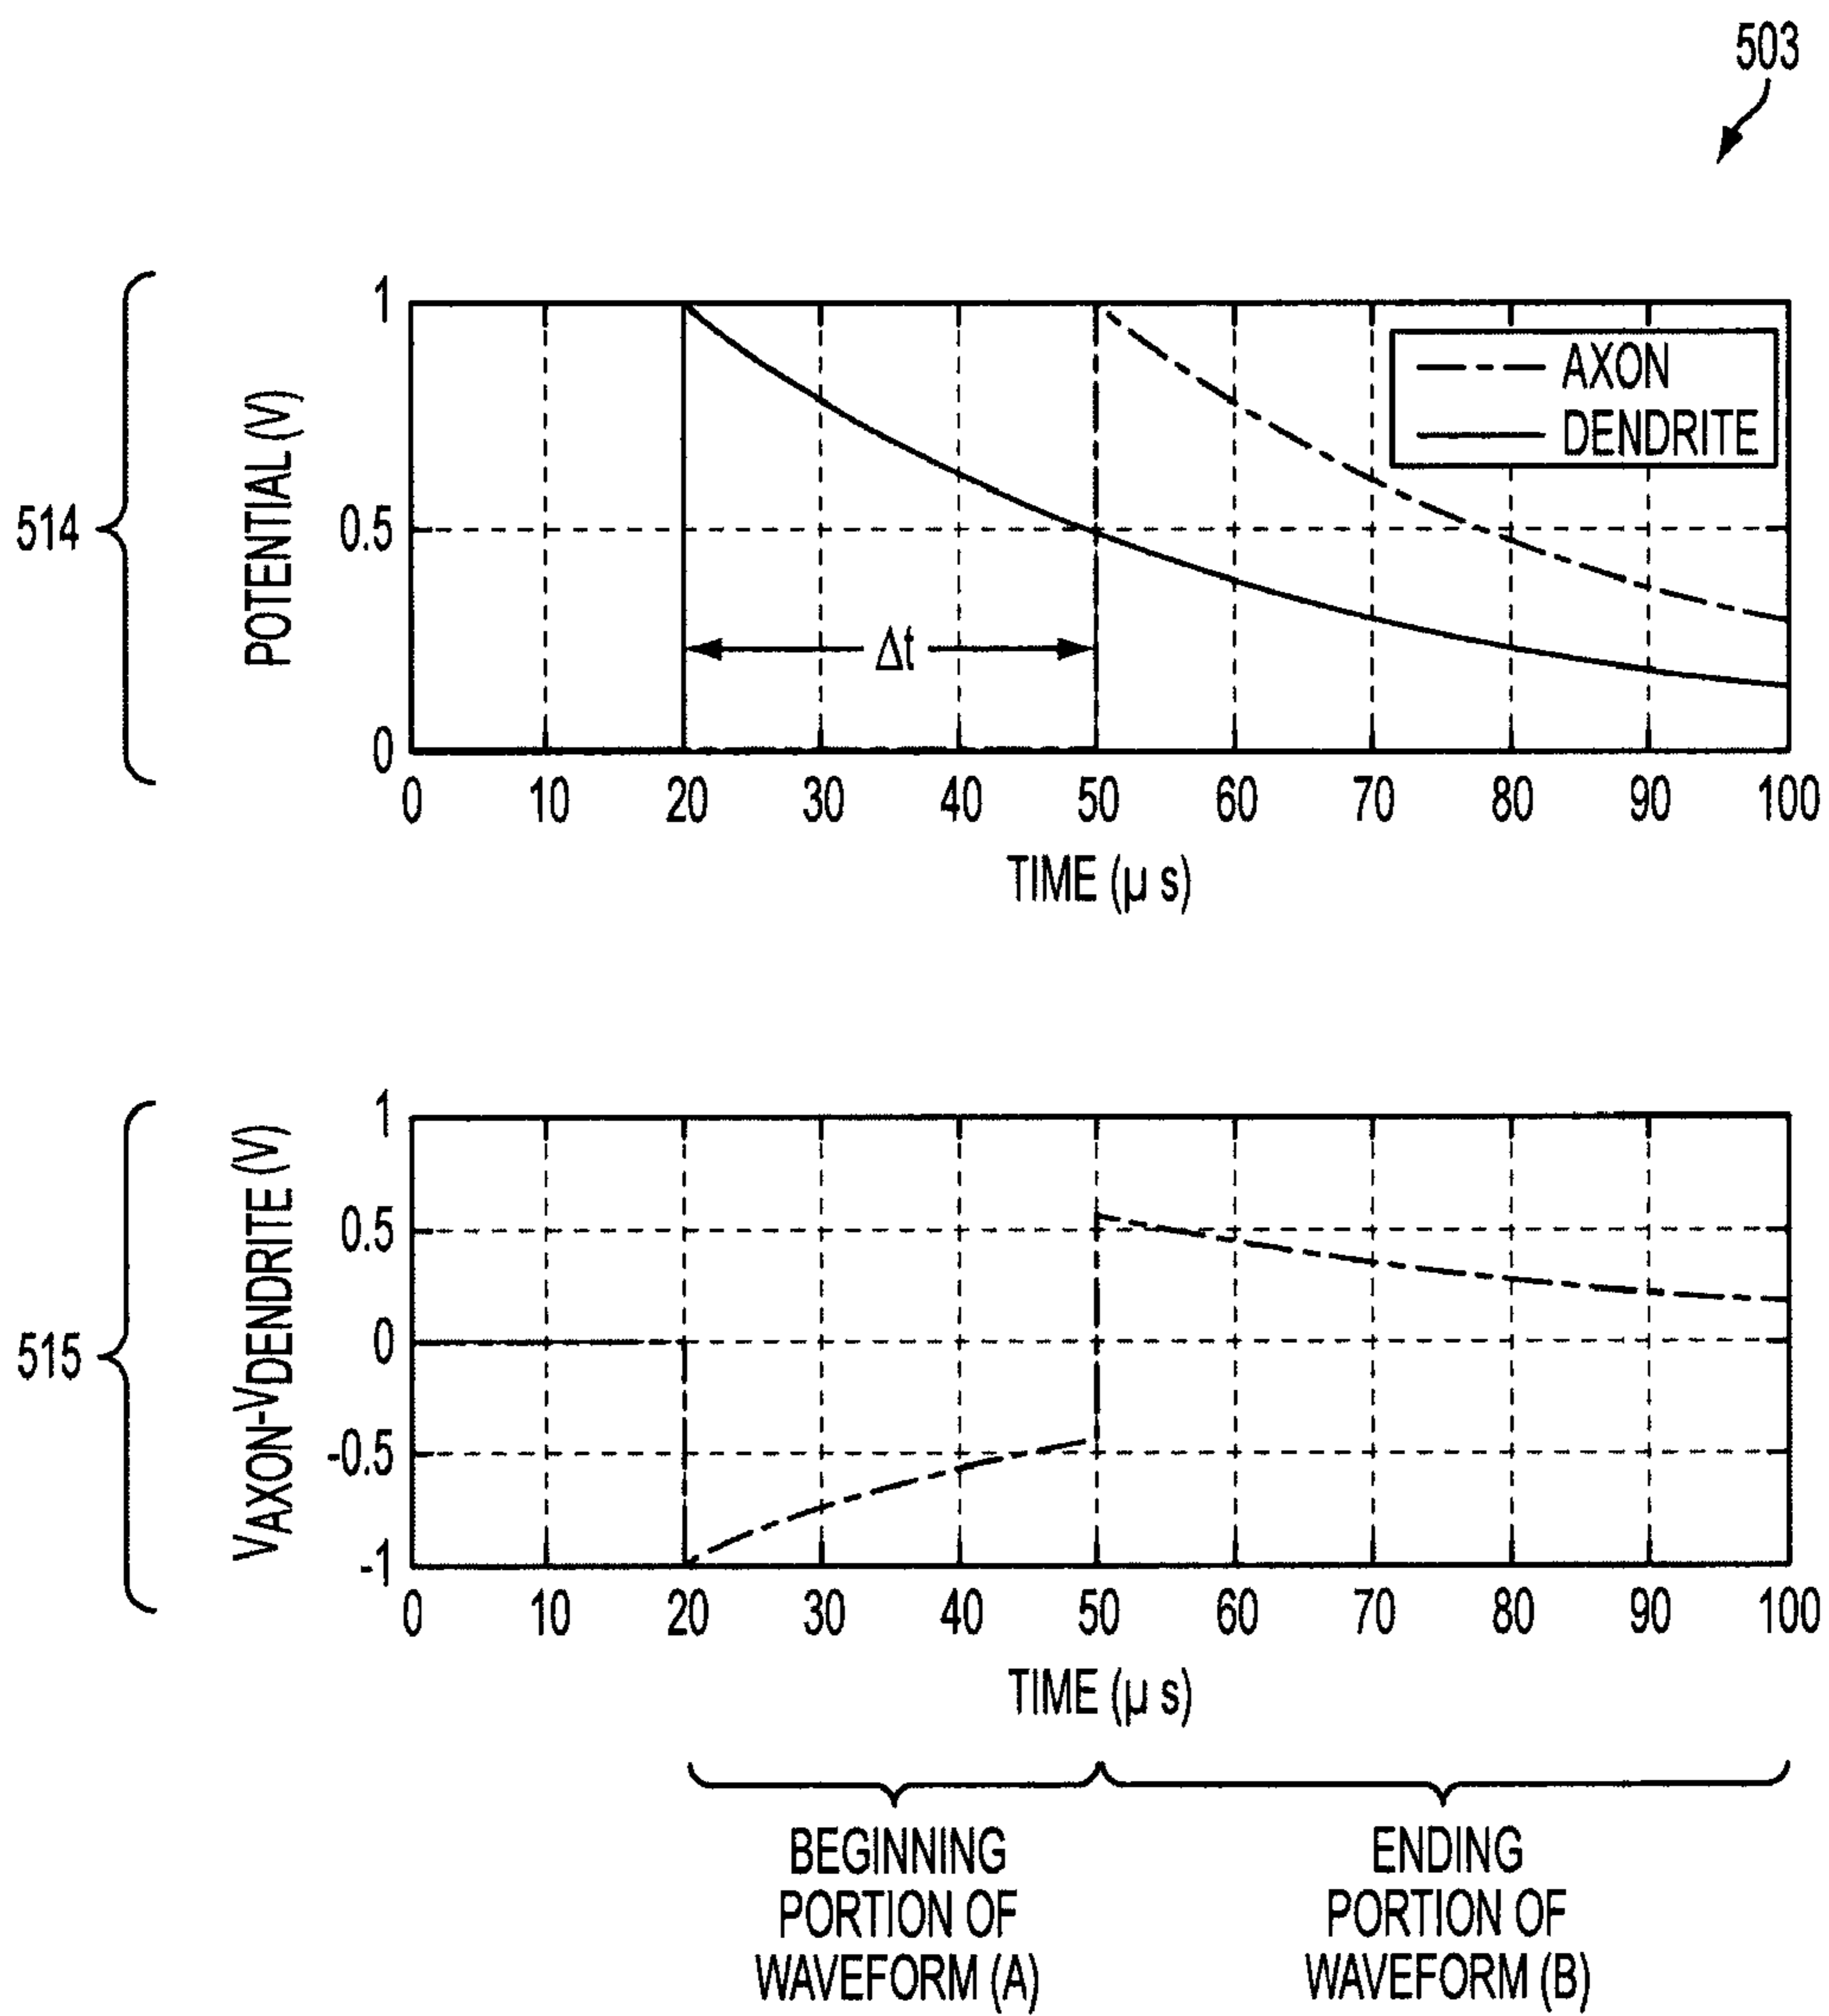 503
514
POTENTIAL (V)
1
0.5
0
AXON
DENDRITE
Δt
0 10 20 30 40 50 60 70 80 90 100
TIME (μ s)
515
VAXON-VDENDRITE (V)
1
0.5
0
-0.5
-1
0 10 20 30 40 50 60 70 80 90 100
TIME (μ s)
BEGINNING
PORTION OF
WAVEFORM (A)
ENDING
PORTION OF
WAVEFORM (B)